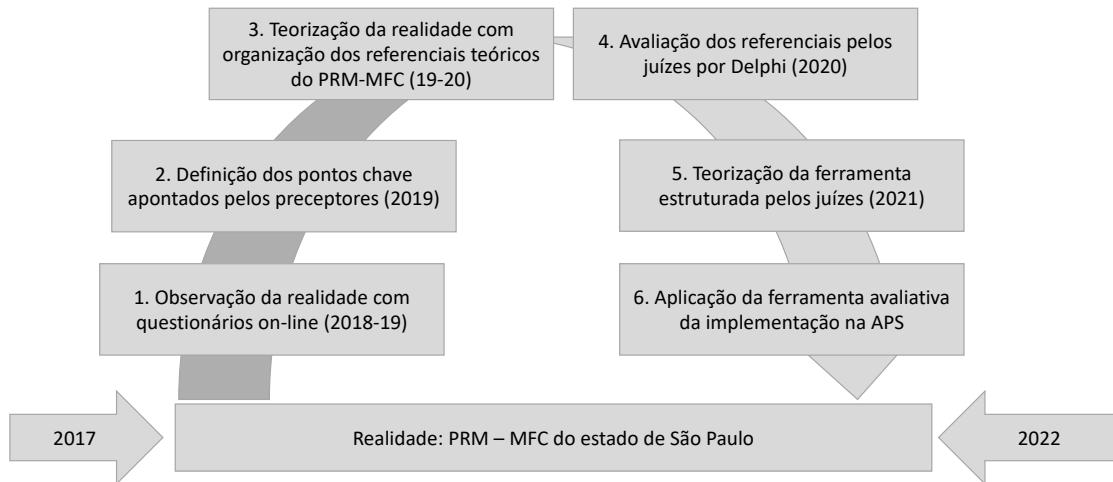 3. Teorização da realidade com
organização dos referenciais teóricos
do PRM-MFC (19-20)
4. Avaliação dos referenciais pelos
juízes por Delphi (2020)
2. Definição dos pontos chave
apontados pelos preceptores (2019)
5. Teorização da ferramenta
estruturada pelos juízes (2021)
1. Observação da realidade com
questionários on-line (2018-19)
6. Aplicação da ferramenta avaliativa
da implementação na APS
2017
Realidade: PRM – MFC do estado de São Paulo
2022